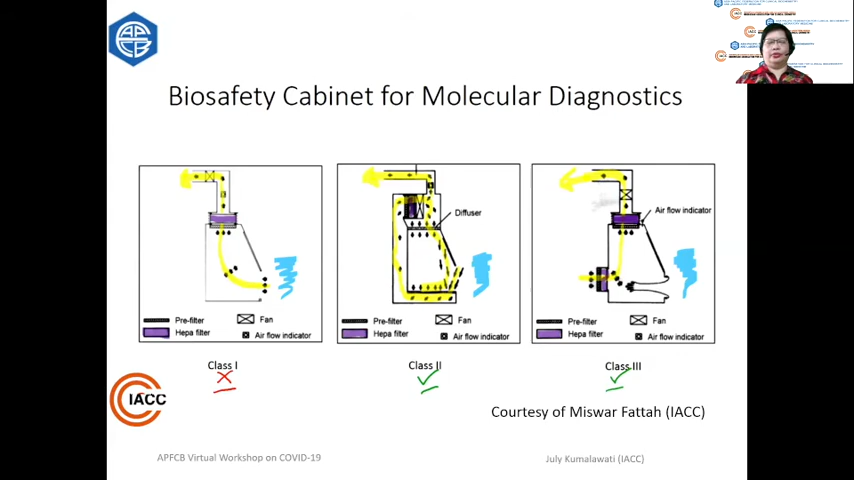 APFCB
Biosafety Cabinet for Molecular Diagnostics
Diffuser
Air flow indicator
Pre-filter
Fan
Hepa filter
Air flow indicator
Pre-filter
Fan
Hepa filter
Air flow indicator
Pre-filter
Fan
Hepa filter
Air flow indicator
Class I
Class II
Class III
IACC
Courtesy of Miswar Fattah (IACC)
APFCB Virtual Workshop on COVID-19
July Kumalawati (IACC)